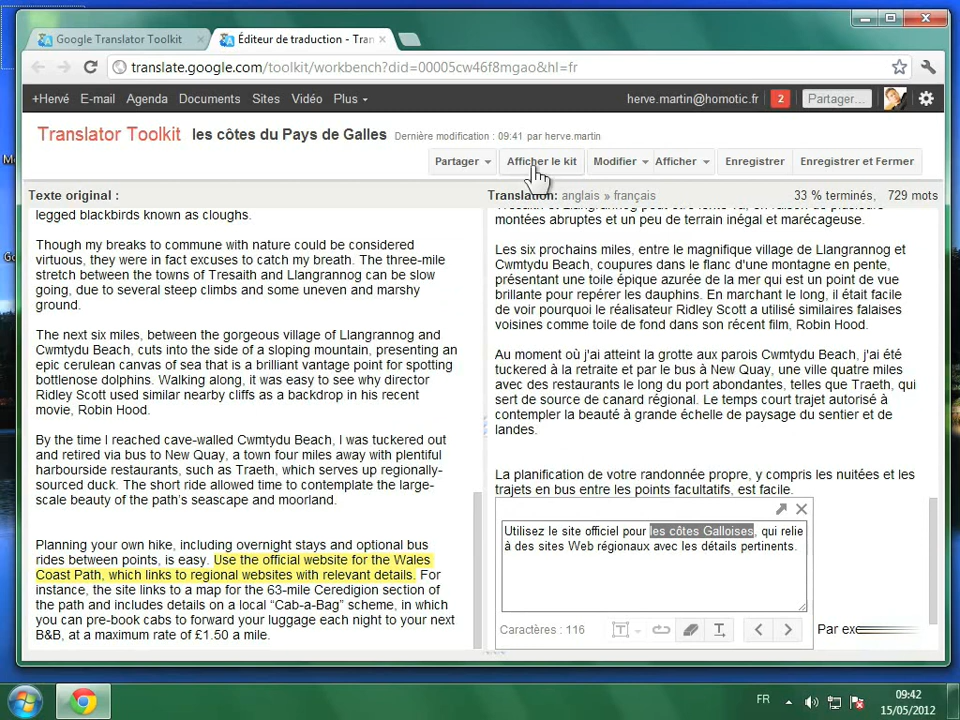 Google Translator Toolkit
Éditeur de traduction - Tran
translate.google.com/toolkit/workbench?did=00005cw46f8mgao&hl=fr
+Hervé E-mail Agenda Documents Sites Vidéo Plus
herve.martin@homotic.fr 2 Partager…
Translator Toolkit les côtes du Pays de Galles Dernière modification : 09:41 par herve.martin
Partager Afficher le kit Modifier Afficher Enregistrer Enregistrer et Fermer
Texte original :
Translation: anglais » français 33 % terminés, 729 mots
legged blackbirds known as cloughs.
Though my breaks to commune with nature could be considered
virtuous, they were in fact excuses to catch my breath. The three-mile
stretch between the towns of Tresaith and Llangrannog can be slow
going, due to several steep climbs and some uneven and marshy
ground.
The next six miles, between the gorgeous village of Llangrannog and
Cwmtydu Beach, cuts into the side of a sloping mountain, presenting an
epic cerulean canvas of sea that is a brilliant vantage point for spotting
bottlenose dolphins. Walking along, it was easy to see why director
Ridley Scott used similar nearby cliffs as a backdrop in his recent
movie, Robin Hood.
By the time I reached cave-walled Cwmtydu Beach, I was tuckered out
and retired via bus to New Quay, a town four miles away with plentiful
harbourside restaurants, such as Traeth, which serves up regionally-
sourced duck. The short ride allowed time to contemplate the large-
scale beauty of the path's seascape and moorland.
Planning your own hike, including overnight stays and optional bus
rides between points, is easy. Use the official website for the Wales
Coast Path, which links to regional websites with relevant details. For
instance, the site links to a map for the 63-mile Ceredigion section of
the path and includes details on a local “Cab-a-Bag” scheme, in which
you can pre-book cabs to forward your luggage each night to your next
B&B, at a maximum rate of £1.50 a mile.
montées abruptes et un peu de terrain inégal et marécageuse.
Les six prochains miles, entre le magnifique village de Llangrannog et
Cwmtydu Beach, coupures dans le flanc d'une montagne en pente,
présentant une toile épique azurée de la mer qui est un point de vue
brillante pour repérer les dauphins. En marchant le long, il était facile
de voir pourquoi le réalisateur Ridley Scott a utilisé similaires falaises
voisines comme toile de fond dans son récent film, Robin Hood.
Au moment où j'ai atteint la grotte aux parois Cwmtydu Beach, j'ai été
tuckered à la retraite et par le bus à New Quay, une ville quatre miles
avec des restaurants le long du port abondantes, telles que Traeth, qui
sert de source de canard régional. Le temps court trajet autorisé à
contempler la beauté à grande échelle de paysage du sentier et de
landes.
La planification de votre randonnée propre, y compris les nuitées et les
trajets en bus entre les points facultatifs, est facile.
Utilisez le site officiel pour les côtes Galloises, qui relie
à des sites Web régionaux avec les détails pertinents.
Caractères : 116
Par exe
FR
09:42
15/05/2012